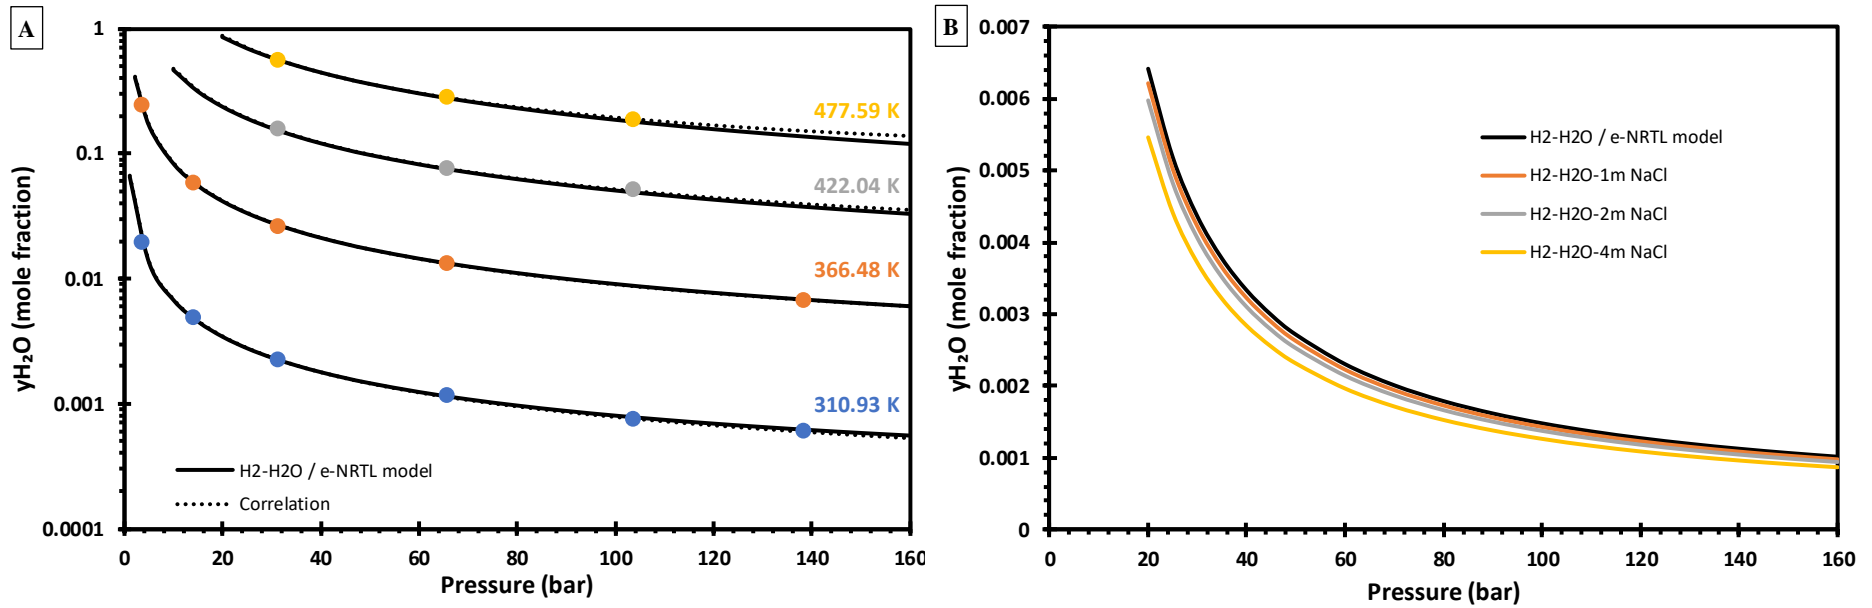 A
1
0.1
0.01
0.001
0.0001
yH₂O (mole fraction)
477.59 K
422.04 K
366.48 K
310.93 K
H2-H2O / e-NRTL model
Correlation
0 20 40 60 80 100 120 140 160
Pressure (bar)
B
0.007
0.006
0.005
0.004
0.003
0.002
0.001
0
yH₂O (mole fraction)
H2-H2O / e-NRTL model
H2-H2O-1m NaCl
H2-H2O-2m NaCl
H2-H2O-4m NaCl
0 20 40 60 80 100 120 140 160
Pressure (bar)